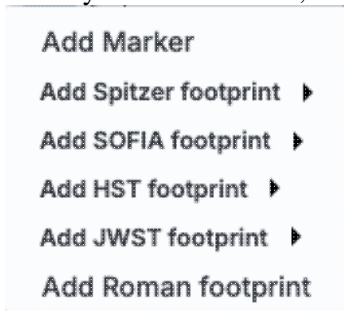 Add Marker
Add Spitzer footprint
Add SOFIA footprint
Add HST footprint
Add JWST footprint
Add Roman footprint